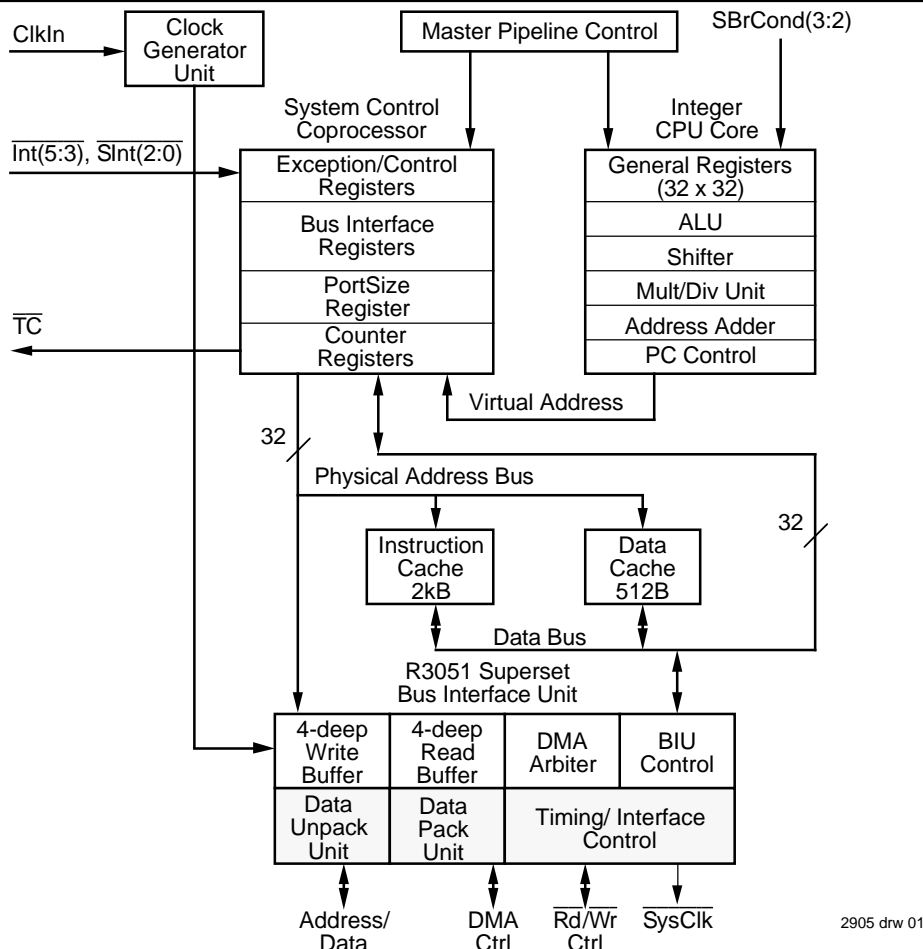 ClkIn
Clock
Generator
Unit
Master Pipeline Control
SBrCond(3:2)
System Control
Coprocessor
Integer
CPU Core
Int(5:3), SInt(2:0)
Exception/Control
Registers
Bus Interface
Registers
PortSize
Register
Counter
Registers
General Registers
(32 x 32)
ALU
Shifter
Mult/Div Unit
Address Adder
PC Control
TC
Virtual Address
32
Physical Address Bus
32
Instruction
Cache
2kB
Data
Cache
512B
Data Bus
R3051 Superset
Bus Interface Unit
4-deep
Write
Buffer
4-deep
Read
Buffer
DMA
Arbiter
BIU
Control
Data
Unpack
Unit
Data
Pack
Unit
Timing/ Interface
Control
Address/
Data
DMA
Ctrl
Rd/Wr
Ctrl
SysClk
2905 drw 01